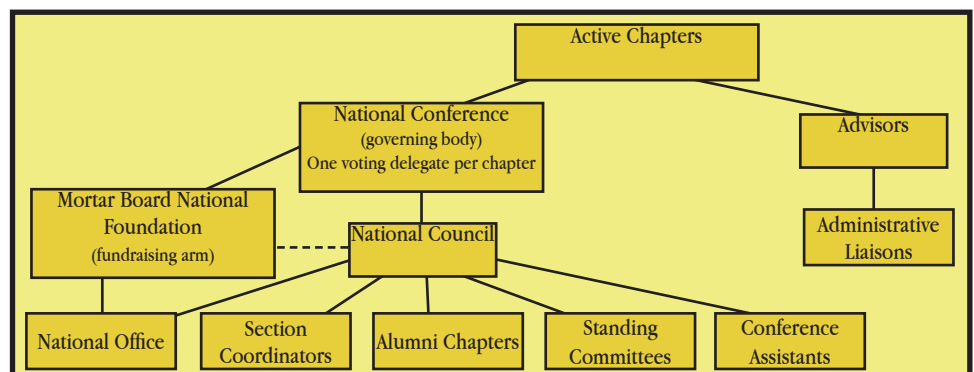 Active Chapters
National Conference
(governing body)
One voting delegate per chapter
Advisors
Mortar Board National
Foundation
(fundraising arm)
National Council
Administrative
Liaisons
National Office
Section
Coordinators
Alumni Chapters
Standing
Committees
Conference
Assistants